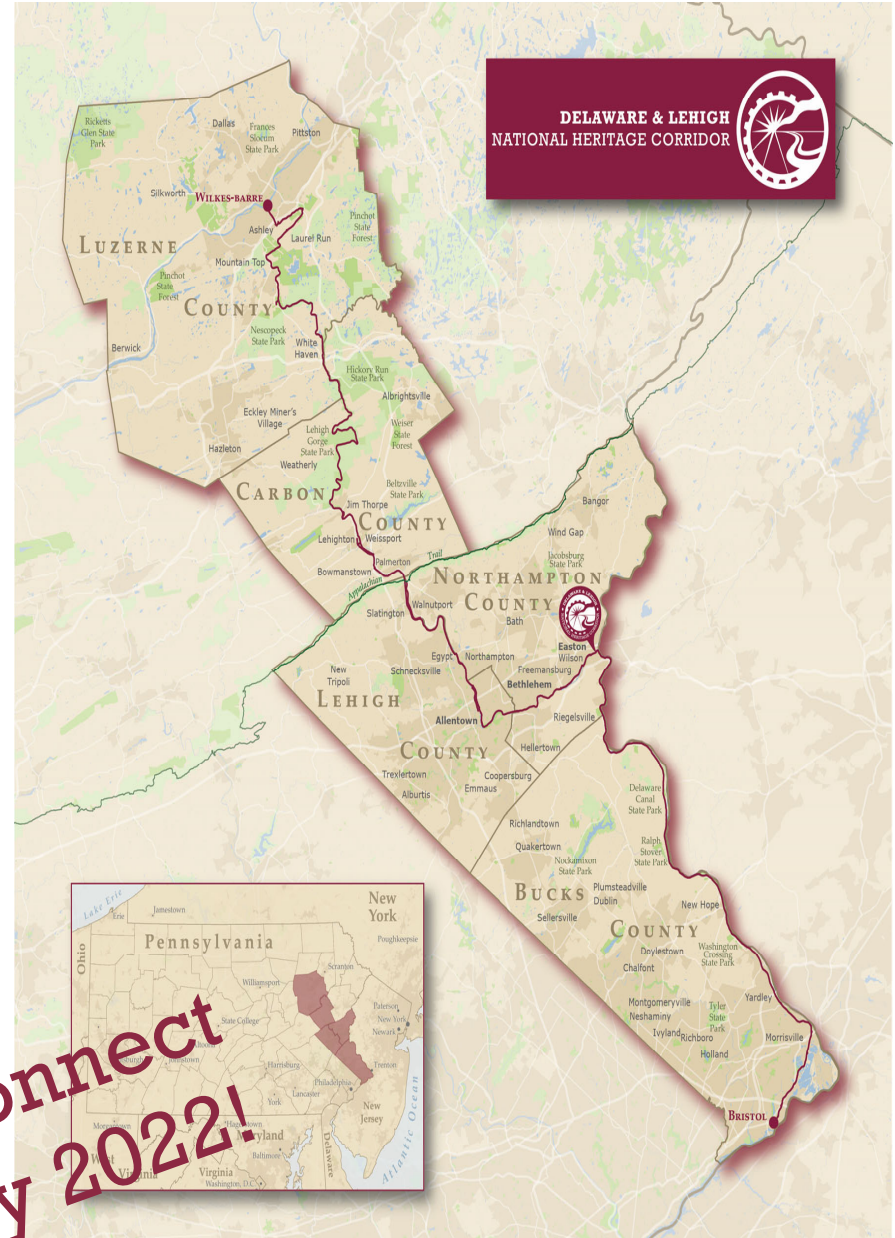 DELAWARE & LEHIGH
NATIONAL HERITAGE CORRIDOR
Ricketts
Glen State
Park
Dallas
Frances
Slocum
State Park
Pittston
Silkworth
WILKES-BARRE
Ashley
Laurel Run
Pinchot
State
Forest
LUZERNE
COUNTY
Mountain Top
Pinchot
State
Forest
Nescopeck
State Park
White
Haven
Berwick
Hickory Run
State Park
Albrightsville
Eckley Miner's
Village
Lehigh
Gorge
State Park
Weiser
State
Forest
Hazleton
Weatherly
CARBON
COUNTY
Beltzville
State Park
Jim Thorpe
Lehighton
Weissport
Bangor
Wind Gap
Palmerton
Bowmanstown
Appalachian
Trail
Jacobsburg
State Park
NORTHAMPTON
COUNTY
Slatington
Walnutport
Bath
DELAWARE & LEHIGH
Easton
Wilson
Egypt
Northampton
Freemansburg
New
Tripoli
Schnecksville
Bethlehem
LEHIGH
COUNTY
Allentown
Riegelsville
Hellertown
Trexlertown
Coopersburg
Emmaus
Alburtis
Delaware
Canal
State Park
Richlandtown
Quakertown
Ralph
Stover
State Park
Nockamixon
State Park
BUCKS
COUNTY
Plumsteadville
Dublin
New Hope
Sellersville
Doylestown
Washington
Crossing
State Park
Chalfont
Montgomeryville
Neshaminy
Tyler
State
Park
Yardley
Ivyland
Richboro
Morrisville
Holland
BRISTOL
Lake Erie
Erie
Jamestown
New
York
Ohio
Pennsylvania
Poughkeepsie
Scranton
Williamsport
Paterson
New York
Newark
State College
Harrisburg
Trenton
Philadelphia
Lancaster
York
New
Jersey
Maryland
Baltimore
Delaware
Atlantic Ocean
West
Virginia
Virginia
Washington, D.C.
onnect
y 2022!